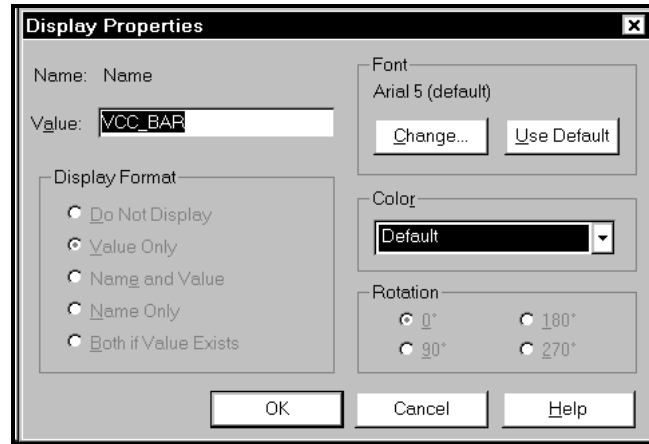 Display Properties
Name: Name
Value: VCC_BAR
Display Format
Do Not Display
Value Only
Name and Value
Name Only
Both if Value Exists
Font
Arial 5 (default)
Change...
Use Default
Color
Default
Rotation
0°
180°
90°
270°
OK
Cancel
Help